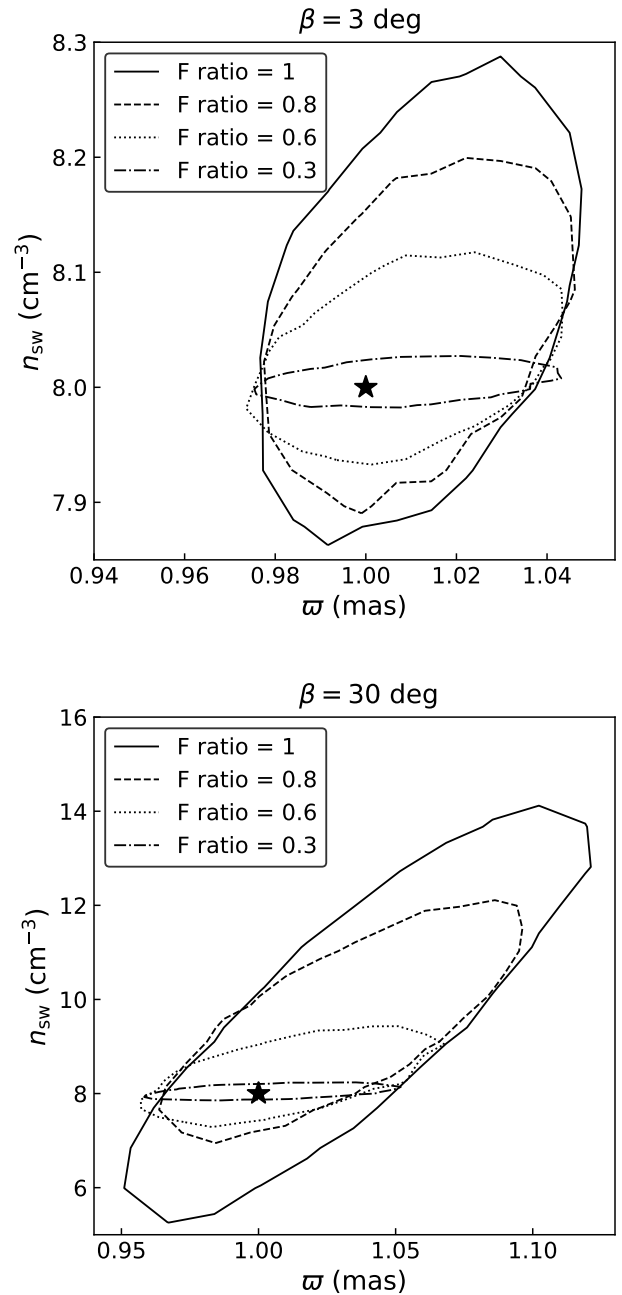 β = 3 deg
F ratio = 1
F ratio = 0.8
F ratio = 0.6
F ratio = 0.3
8.3
8.2
8.1
8.0
7.9
n_sw (cm⁻³)
0.94 0.96 0.98 1.00 1.02 1.04
ϖ (mas)
β = 30 deg
F ratio = 1
F ratio = 0.8
F ratio = 0.6
F ratio = 0.3
16
14
12
10
8
6
n_sw (cm⁻³)
0.95 1.00 1.05 1.10
ϖ (mas)